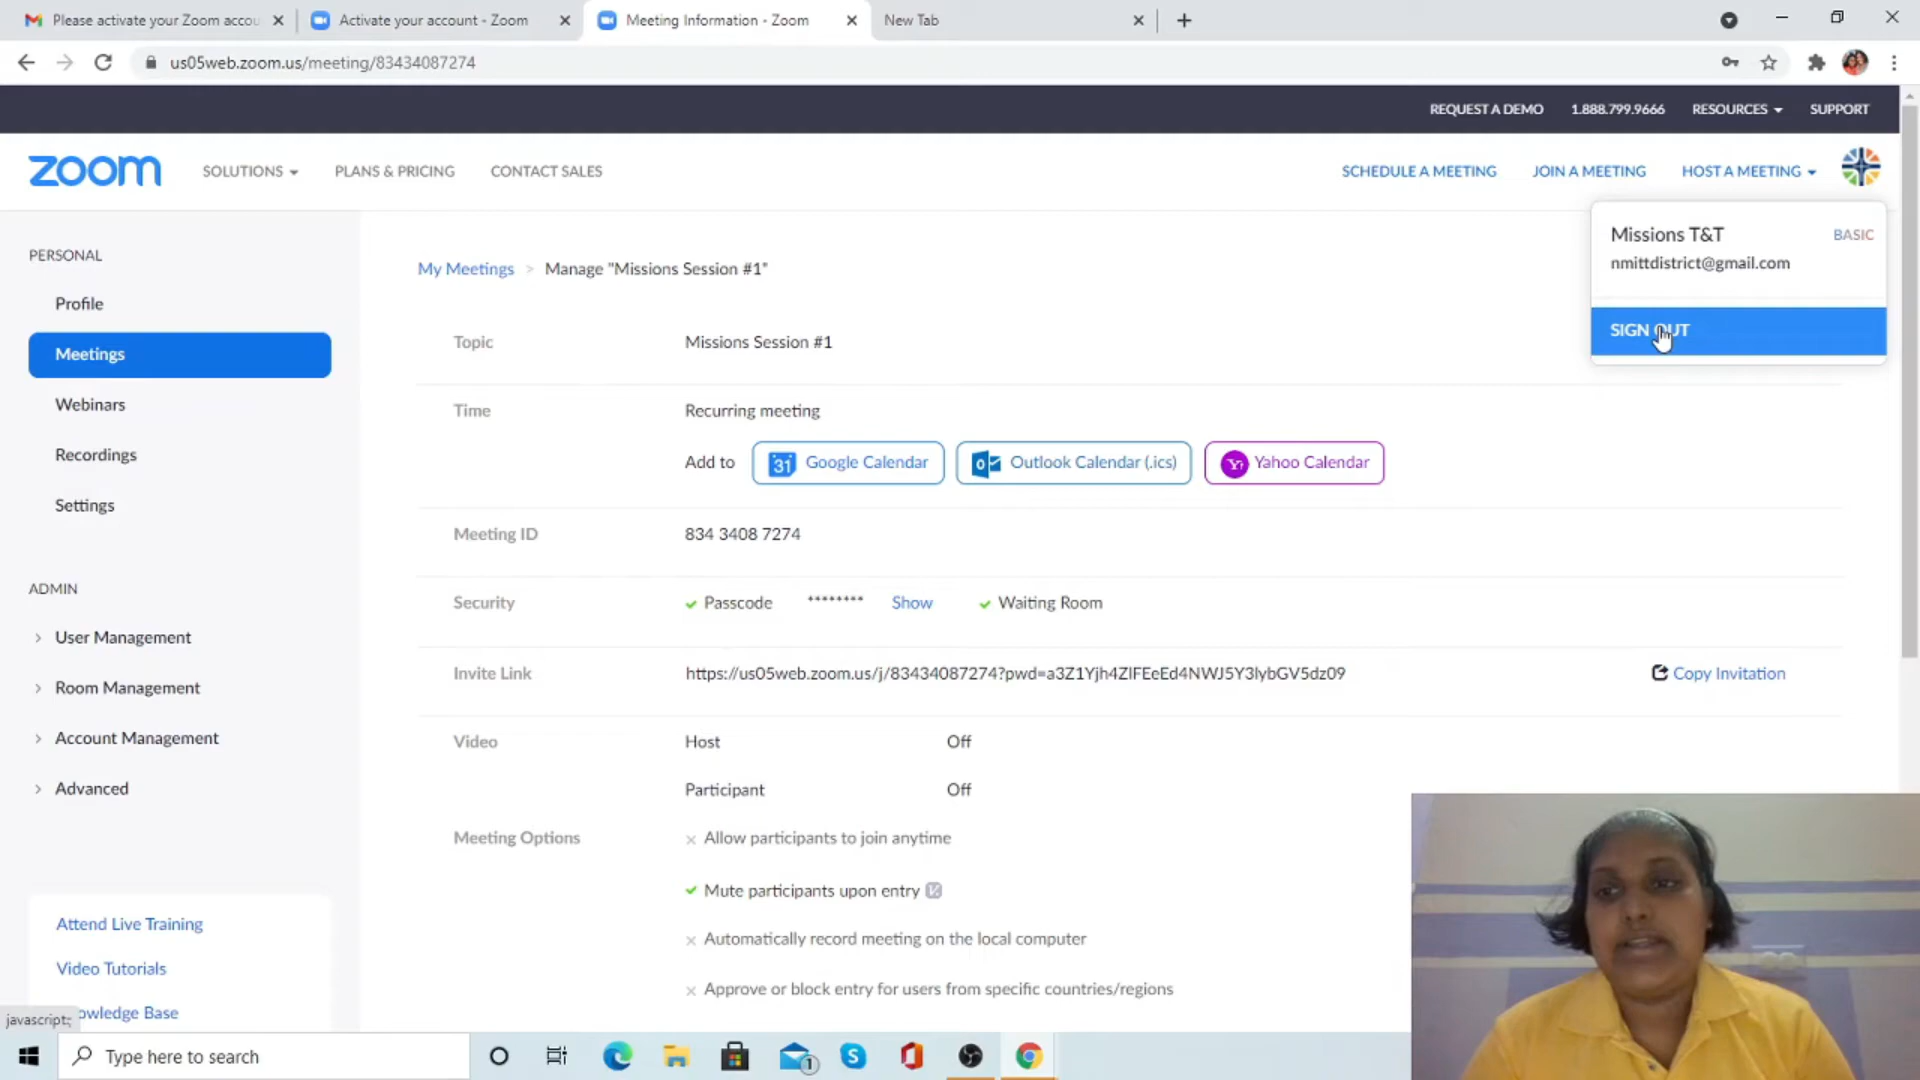 Please activate your Zoom accou
Activate your account - Zoom
Meeting Information - Zoom
New Tab
us05web.zoom.us/meeting/83434087274
REQUEST A DEMO 1.888.799.9666 RESOURCES SUPPORT
zoom SOLUTIONS PLANS & PRICING CONTACT SALES SCHEDULE A MEETING JOIN A MEETING HOST A MEETING
Missions T&T BASIC
nmittdistrict@gmail.com
SIGN OUT
PERSONAL
Profile
Meetings
Webinars
Recordings
Settings
ADMIN
User Management
Room Management
Account Management
Advanced
Attend Live Training
Video Tutorials
owledge Base
javascript:
My Meetings > Manage "Missions Session #1"
Topic Missions Session #1
Time Recurring meeting
Add to 31 Google Calendar Outlook Calendar (.ics) Yahoo Calendar
Meeting ID 834 3408 7274
Security Passcode ******** Show Waiting Room
Invite Link https://us05web.zoom.us/j/83434087274?pwd=a3Z1Yjh4ZlFEeEd4NWJ5Y3lybGV5dz09 Copy Invitation
Video Host Off
Participant Off
Meeting Options Allow participants to join anytime
Mute participants upon entry
Automatically record meeting on the local computer
Approve or block entry for users from specific countries/regions
Type here to search
1